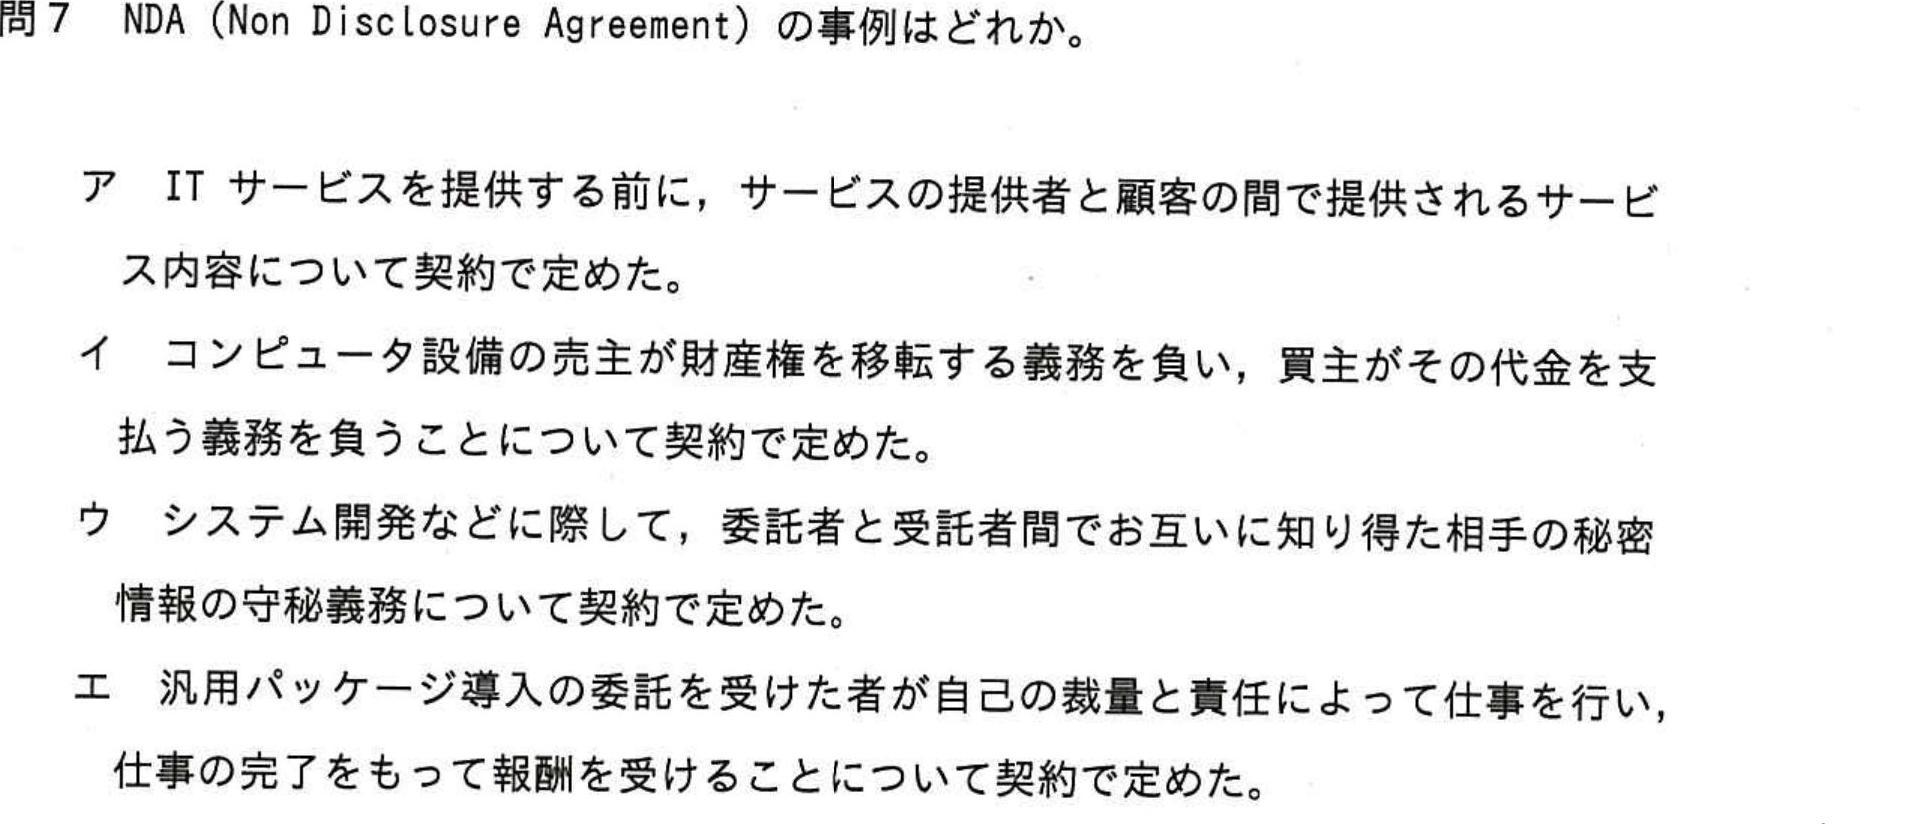 問7　NDA (Non Disclosure Agreement) の事例はどれか。
ア　IT サービスを提供する前に，サービスの提供者と顧客の間で提供されるサービ
ス内容について契約で定めた。
イ　コンピュータ設備の売主が財産権を移転する義務を負い，買主がその代金を支
払う義務を負うことについて契約で定めた。
ウ　システム開発などに際して，委託者と受託者間でお互いに知り得た相手の秘密
情報の守秘義務について契約で定めた。
エ　汎用パッケージ導入の委託を受けた者が自己の裁量と責任によって仕事を行い，
仕事の完了をもって報酬を受けることについて契約で定めた。